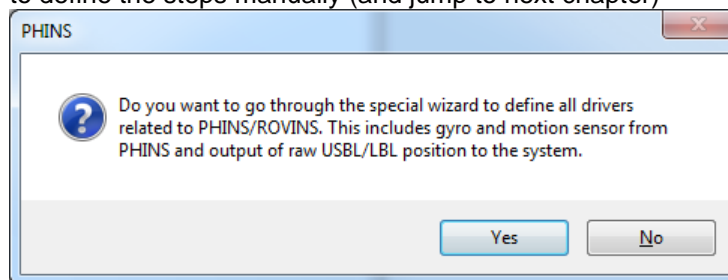 to define the steps manually (and jump to next chapter)
PHINS
Do you want to go through the special wizard to define all drivers
related to PHINS/ROVINS. This includes gyro and motion sensor from
PHINS and output of raw USBL/LBL position to the system.
Yes
No